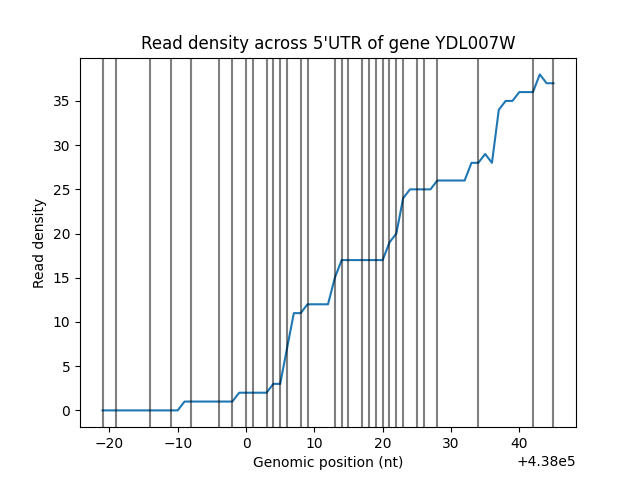 Read density across 5'UTR of gene YDL007W
Read density
35
30
25
20
15
10
5
0
−20 −10 0 10 20 30 40
Genomic position (nt)
+4.38e5